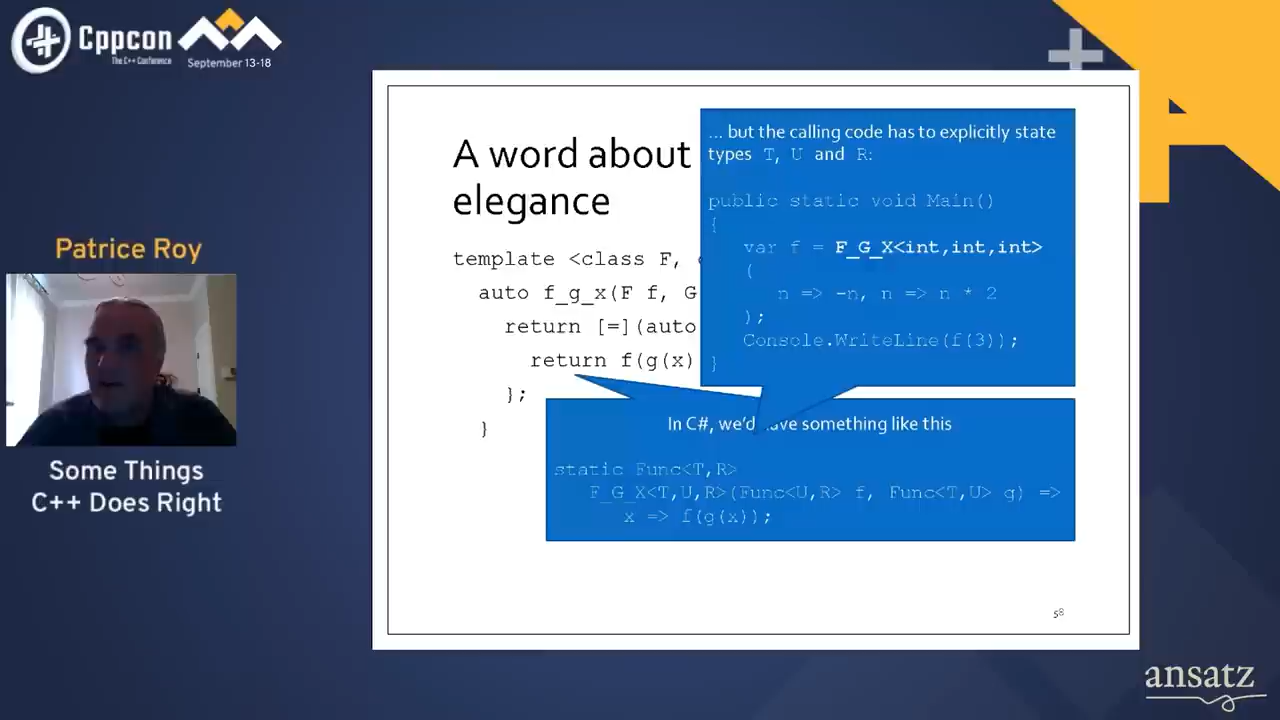 Cppcon
The C++ Conference
September 13-18
Patrice Roy
Some Things
C++ Does Right
A word about
elegance
template <class F,
auto f_g_x(F f, G
return [=](auto
return f(g(x)
};
}
... but the calling code has to explicitly state
types T, U and R:
public static void Main()
{
var f = F_G_X<int,int,int>
(
n => -n, n => n * 2
);
Console.WriteLine(f(3));
}
In C#, we'd have something like this
static Func<T,R>
F_G_X<T,U,R>(Func<U,R> f, Func<T,U> g) =>
x => f(g(x));
58
ansatz